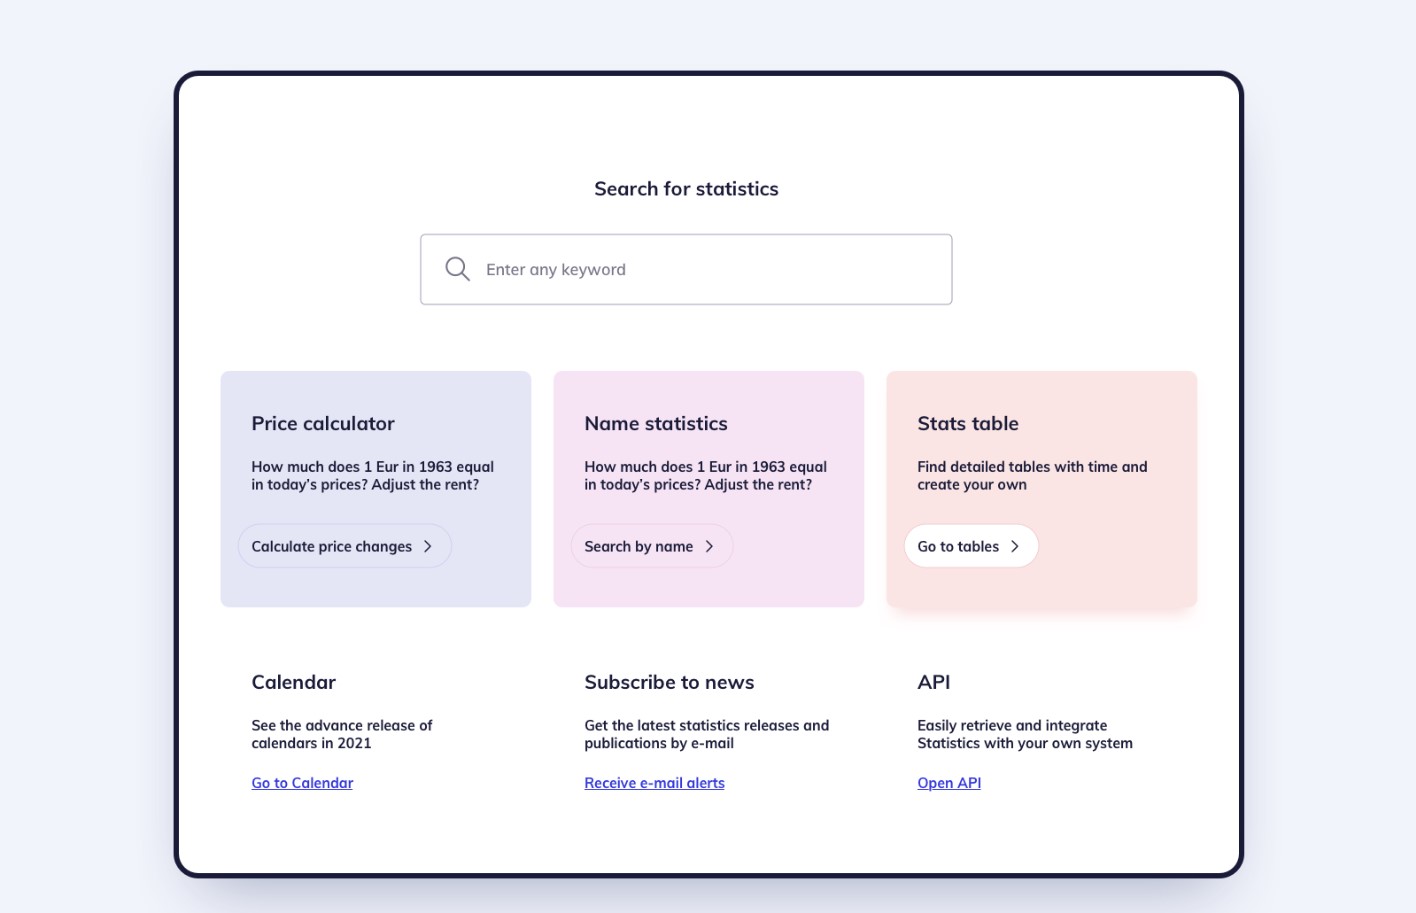 Search for statistics
Enter any keyword
Price calculator
How much does 1 Eur in 1963 equal
in today's prices? Adjust the rent?
Calculate price changes
Name statistics
How much does 1 Eur in 1963 equal
in today's prices? Adjust the rent?
Search by name
Stats table
Find detailed tables with time and
create your own
Go to tables
Calendar
See the advance release of
calendars in 2021
Go to Calendar
Subscribe to news
Get the latest statistics releases and
publications by e-mail
Receive e-mail alerts
API
Easily retrieve and integrate
Statistics with your own system
Open API